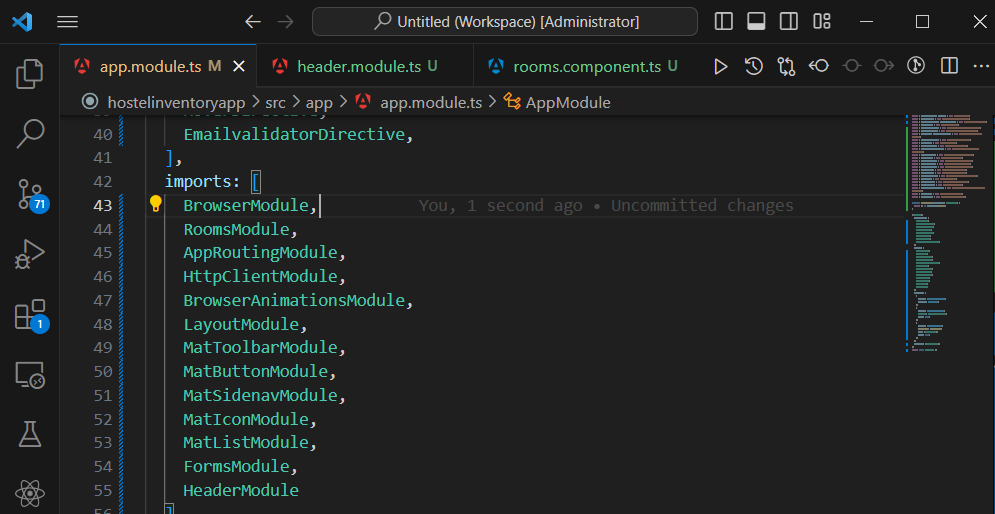 Untitled (Workspace) [Administrator]
app.module.ts M
header.module.ts U
rooms.component.ts U
hostelinventoryapp > src > app > app.module.ts > AppModule
40 EmailvalidatorDirective,
41 ],
42 imports: [
43 BrowserModule, You, 1 second ago • Uncommitted changes
44 RoomsModule,
45 AppRoutingModule,
46 HttpClientModule,
47 BrowserAnimationsModule,
48 LayoutModule,
49 MatToolbarModule,
50 MatButtonModule,
51 MatSidenavModule,
52 MatIconModule,
53 MatListModule,
54 FormsModule,
55 HeaderModule
56 ]
71
1